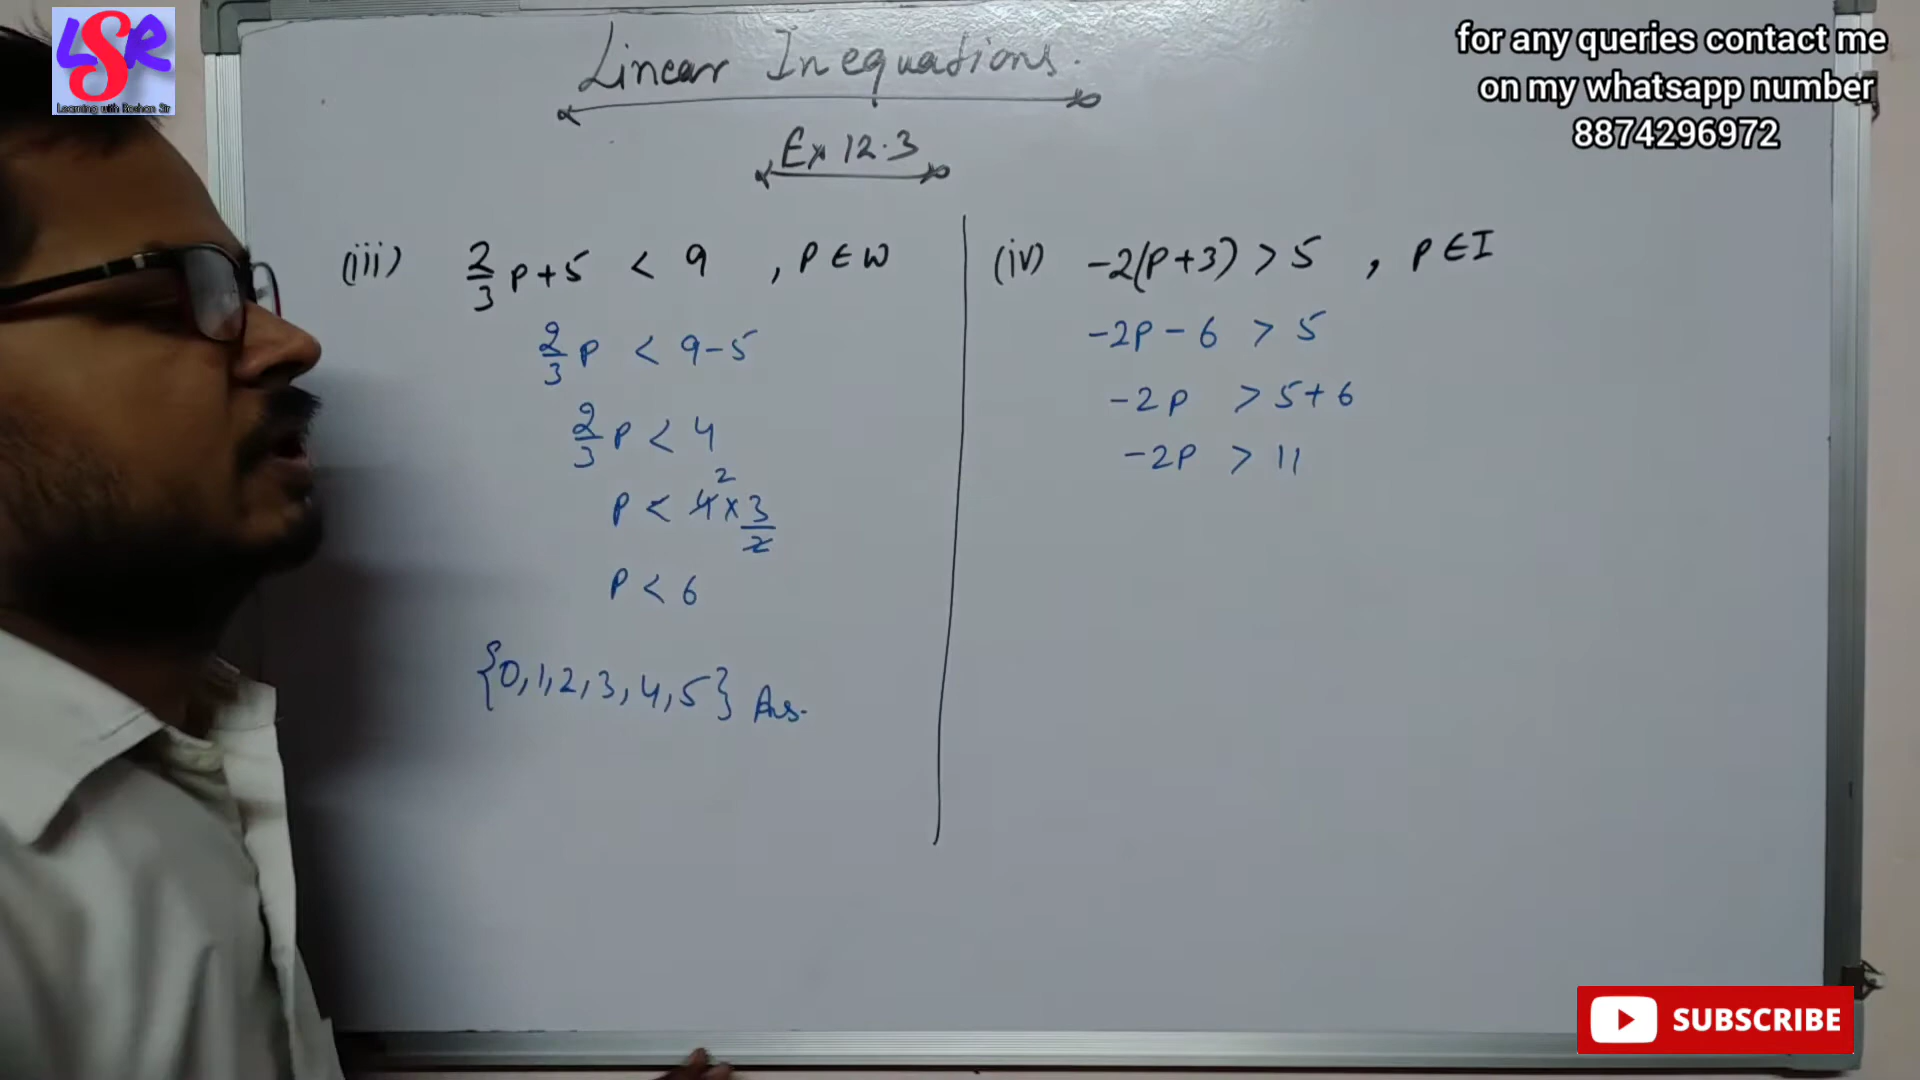 LSR
Learning with Roshan Sir
for any queries contact me
on my whatsapp number
8874296972
Linear Inequations.
Ex 12.3
(iii) 2/3 p+5 < 9 , P ∈ W
2/3 p < 9-5
2/3 p < 4
p < 4 2 × 3/2
p < 6
{0,1,2,3,4,5} Ans.
(iv) -2(p+3) > 5 , P ∈ I
-2p - 6 > 5
-2p > 5+6
-2p > 11
SUBSCRIBE